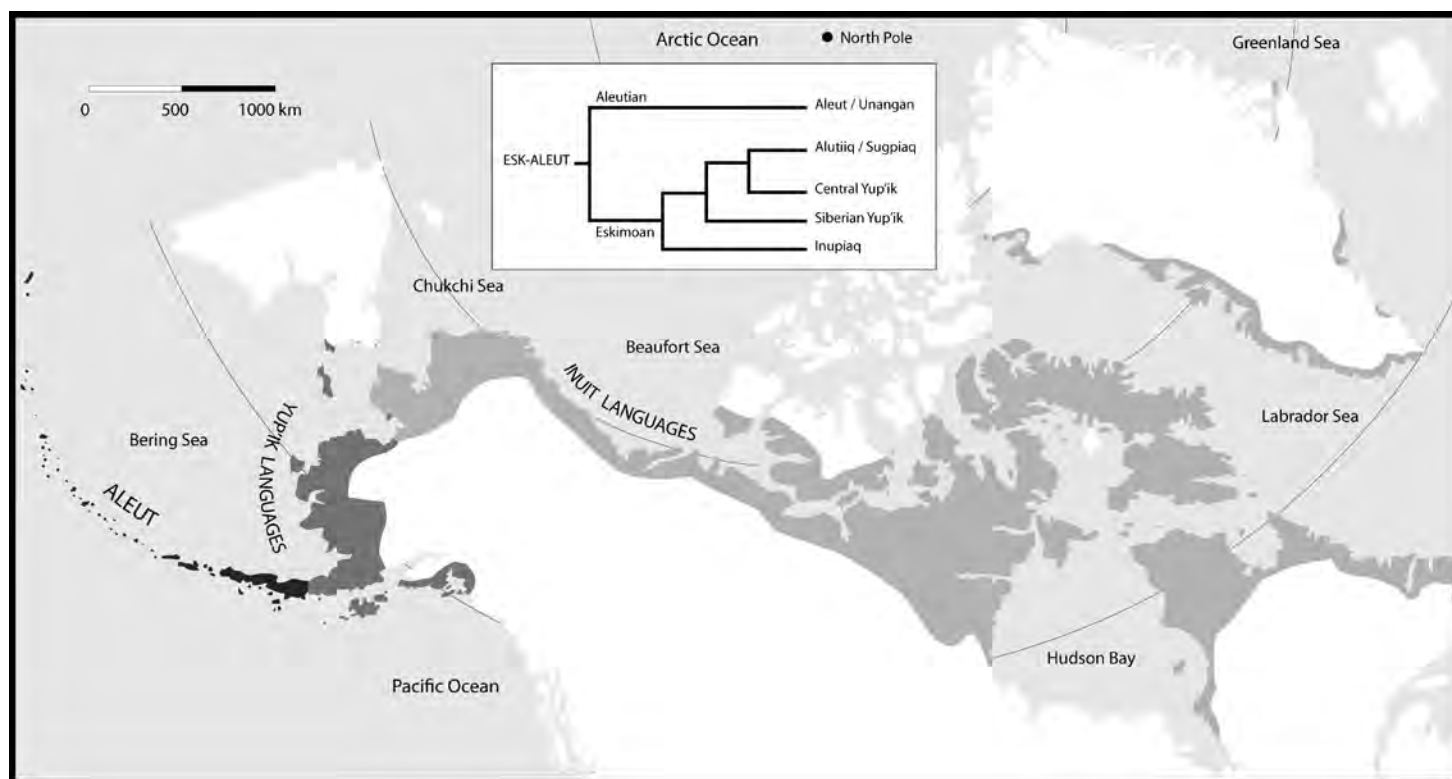 Arctic Ocean
North Pole
Greenland Sea
0 500 1000 km
Aleutian
Aleut / Unangan
ESK-ALEUT
Alutiiq / Sugpiaq
Central Yup'ik
Siberian Yup'ik
Eskimoan
Inupiaq
Chukchi Sea
Beaufort Sea
INUIT LANGUAGES
YUP'IK LANGUAGES
Bering Sea
Labrador Sea
ALEUT
Hudson Bay
Pacific Ocean